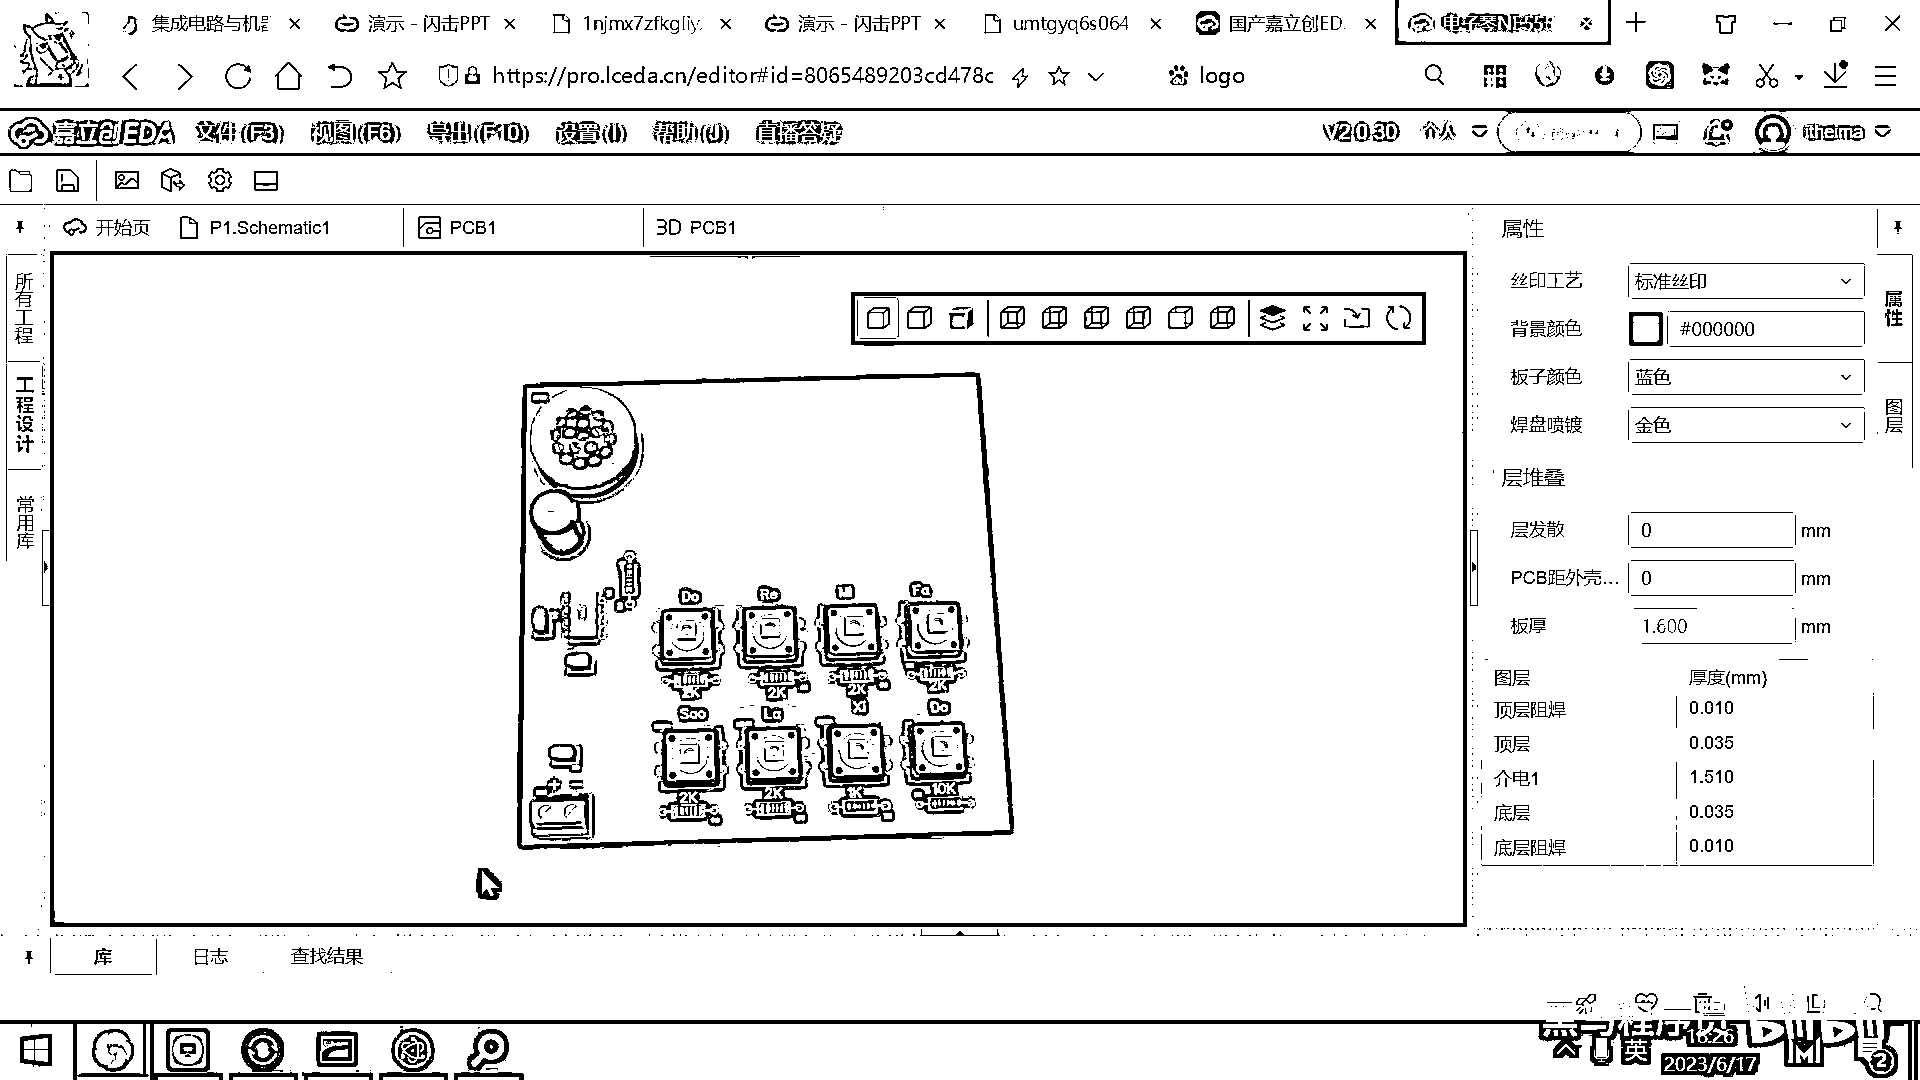 集成电路与机器
演示 - 闪击PPT
1njmx7zfkgliy.
演示 - 闪击PPT
umtgyq6s064
国产嘉立创ED
电子琴NE555
https://pro.lceda.cn/editor#id=8065489203cd478c
logo
嘉立创EDA
文件(F3)
视图(F6)
导出(F10)
设置(I)
帮助(J)
直播答疑
V2.0.30
个人
itheima
开始页
P1.Schematic1
PCB1
3D PCB1
所有工程
工程设计
常用库
属性
丝印工艺
标准丝印
背景颜色
#000000
板子颜色
蓝色
焊盘喷镀
金色
层堆叠
层发散
0
mm
PCB距外壳...
0
mm
板厚
1.600
mm
图层
厚度(mm)
顶层阻焊
0.010
顶层
0.035
介电1
1.510
底层
0.035
底层阻焊
0.010
属性
图层
Do
Re
Mi
Fa
2K
2K
2K
Soo
La
Xi
Do
2K
2K
1K
10K
+ -
库
日志
查找结果
黑马程序员
bilibili
英
16:26
2023/6/17
2